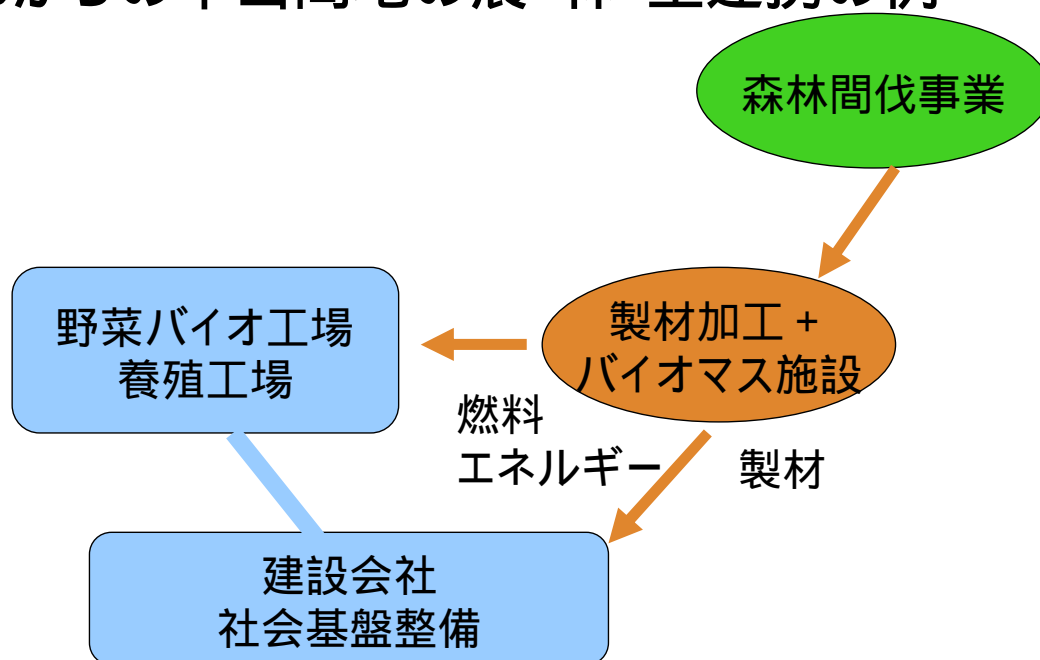 森林間伐事業
製材加工+
バイオマス施設
野菜バイオ工場
養殖工場
燃料
エネルギー
製材
建設会社
社会基盤整備